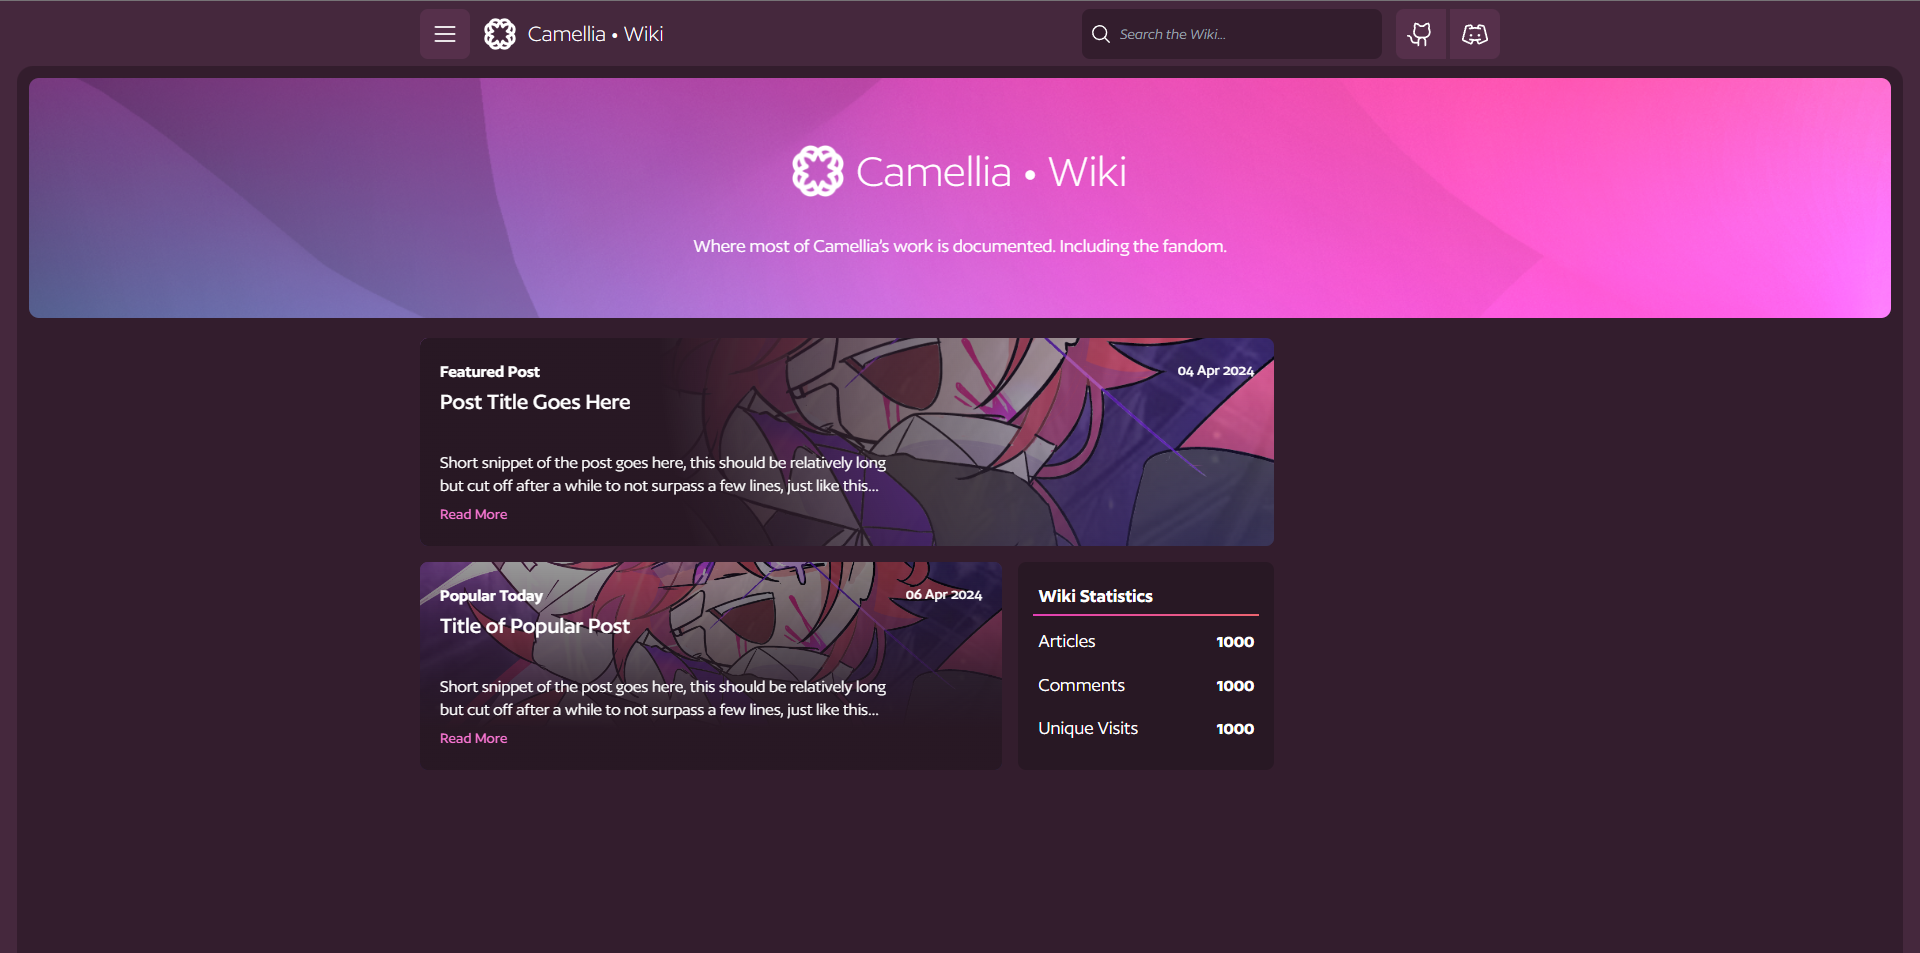 Camellia • Wiki
Search the Wiki...
Camellia • Wiki
Where most of Camellia's work is documented. Including the fandom.
Featured Post
04 Apr 2024
Post Title Goes Here
Short snippet of the post goes here, this should be relatively long
but cut off after a while to not surpass a few lines, just like this...
Read More
Popular Today
06 Apr 2024
Title of Popular Post
Short snippet of the post goes here, this should be relatively long
but cut off after a while to not surpass a few lines, just like this...
Read More
Wiki Statistics
Articles 1000
Comments 1000
Unique Visits 1000